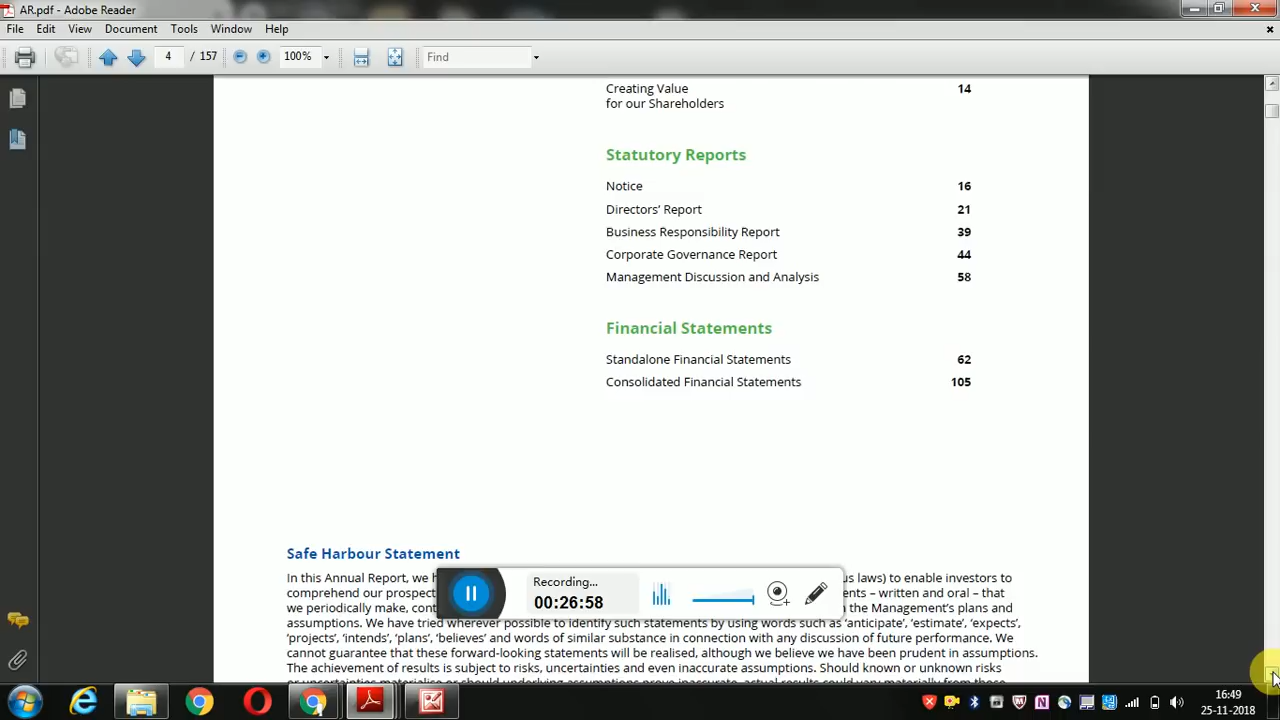 AR.pdf - Adobe Reader
File Edit View Document Tools Window Help
4 / 157 100% Find
Creating Value 14
for our Shareholders
Statutory Reports
Notice 16
Directors' Report 21
Business Responsibility Report 39
Corporate Governance Report 44
Management Discussion and Analysis 58
Financial Statements
Standalone Financial Statements 62
Consolidated Financial Statements 105
Safe Harbour Statement
In this Annual Report, we laws) to enable investors to
comprehend our prospect – written and oral – that
we periodically make, the Management's plans and
assumptions. We have tried wherever possible to identify such statements by using words such as 'anticipate', 'estimate', 'expects',
'projects', 'intends', 'plans', 'believes' and words of similar substance in connection with any discussion of future performance. We
cannot guarantee that these forward-looking statements will be realised, although we believe we have been prudent in assumptions.
The achievement of results is subject to risks, uncertainties and even inaccurate assumptions. Should known or unknown risks
Recording...
00:26:58
16:49
25-11-2018